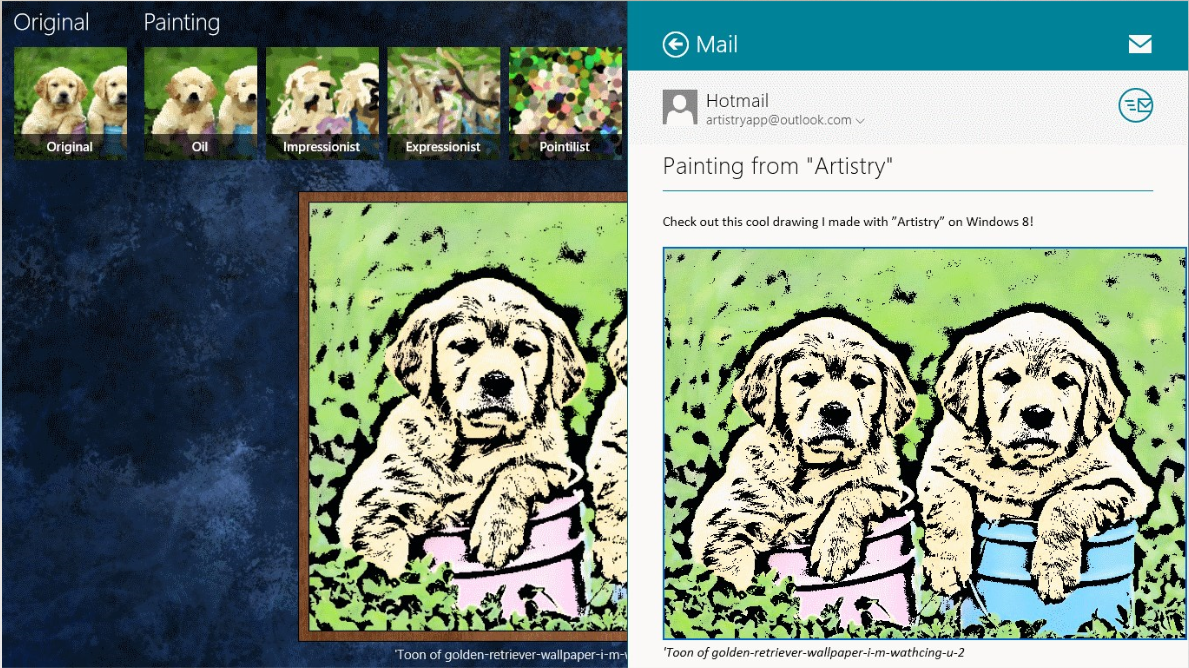 Original
Painting
Original
Oil
Impressionist
Expressionist
Pointilist
'Toon of golden-retriever-wallpaper-i-m-w
Mail
Hotmail
artistryapp@outlook.com
Painting from "Artistry"
Check out this cool drawing I made with "Artistry" on Windows 8!
'Toon of golden-retriever-wallpaper-i-m-wathcing-u-2